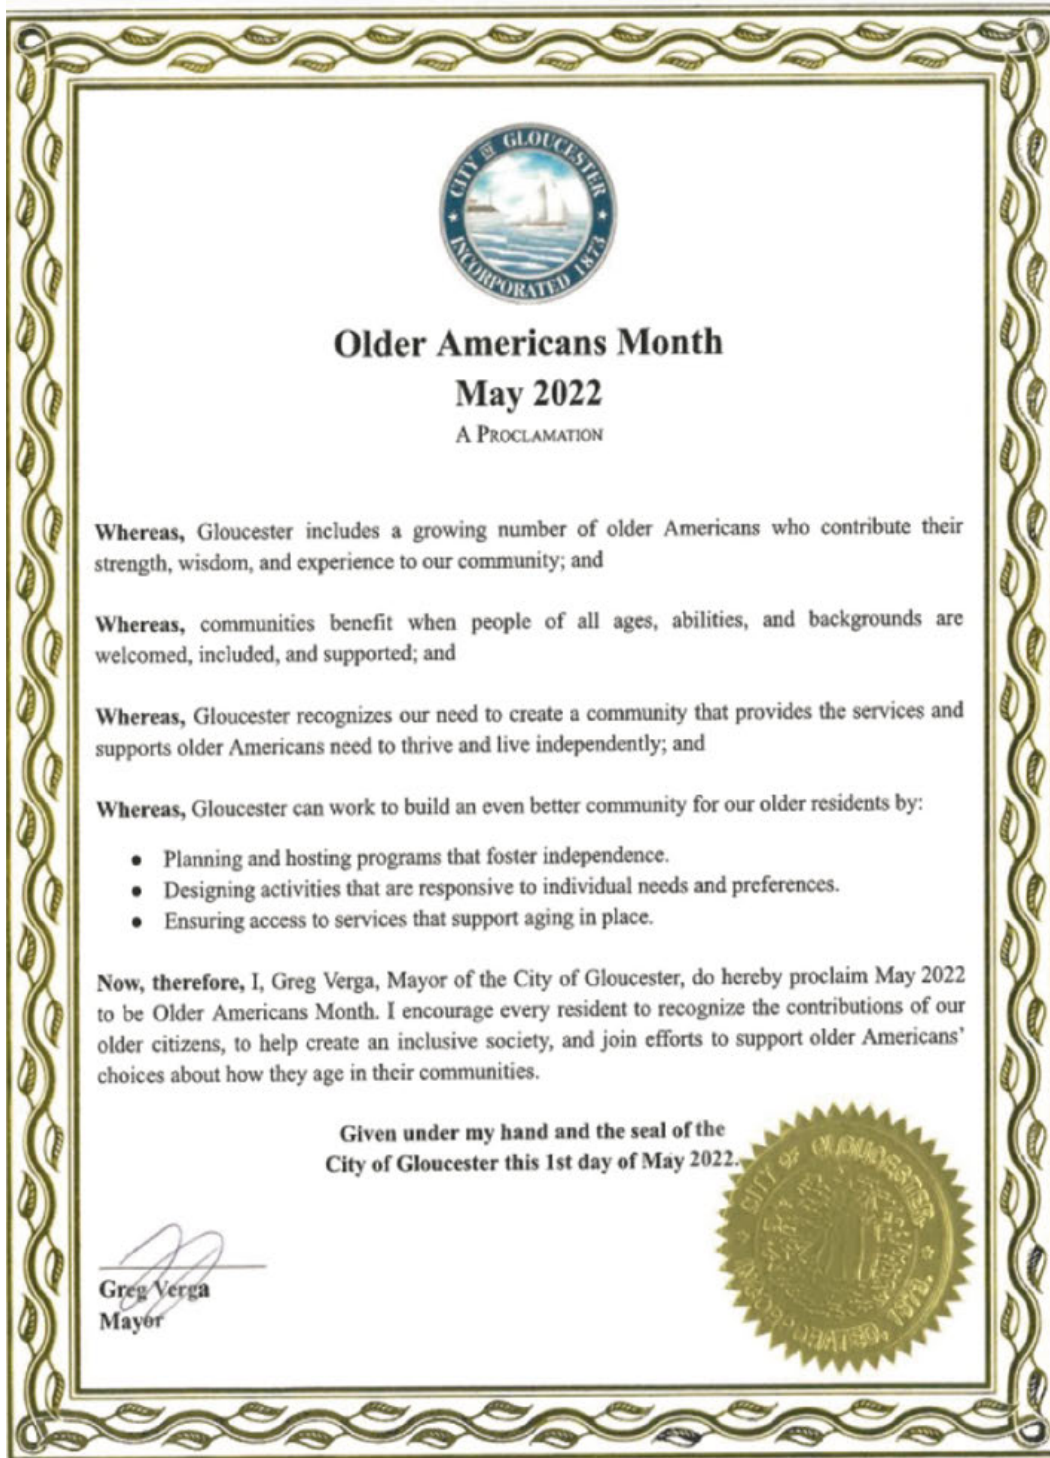 CITY OF GLOUCESTER
INCORPORATED 1873
Older Americans Month
May 2022
A PROCLAMATION
Whereas, Gloucester includes a growing number of older Americans who contribute their
strength, wisdom, and experience to our community; and
Whereas, communities benefit when people of all ages, abilities, and backgrounds are
welcomed, included, and supported; and
Whereas, Gloucester recognizes our need to create a community that provides the services and
supports older Americans need to thrive and live independently; and
Whereas, Gloucester can work to build an even better community for our older residents by:
● Planning and hosting programs that foster independence.
● Designing activities that are responsive to individual needs and preferences.
● Ensuring access to services that support aging in place.
Now, therefore, I, Greg Verga, Mayor of the City of Gloucester, do hereby proclaim May 2022
to be Older Americans Month. I encourage every resident to recognize the contributions of our
older citizens, to help create an inclusive society, and join efforts to support older Americans’
choices about how they age in their communities.
Given under my hand and the seal of the
City of Gloucester this 1st day of May 2022.
Greg Verga
Mayor
CITY OF GLOUCESTER